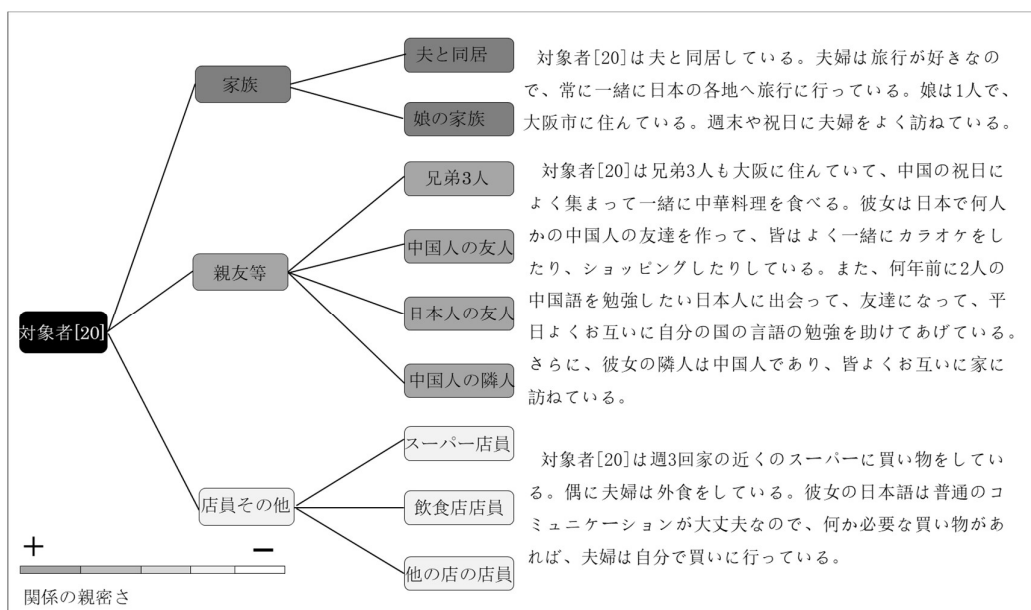 対象者[20]
家族
夫と同居
娘の家族
対象者[20]は夫と同居している。夫婦は旅行が好きなの
で、常に一緒に日本の各地へ旅行に行っている。娘は1人で、
大阪市に住んでいる。週末や祝日に夫婦をよく訪ねている。
親友等
兄弟3人
中国人の友人
日本人の友人
中国人の隣人
対象者[20]は兄弟3人も大阪に住んでいて、中国の祝日に
よく集まって一緒に中華料理を食べる。彼女は日本で何人
かの中国人の友達を作って、皆はよく一緒にカラオケをし
たり、ショッピングしたりしている。また、何年前に2人の
中国語を勉強したい日本人に出会って、友達になって、平
日よくお互いに自分の国の言語の勉強を助けてあげている。
さらに、彼女の隣人は中国人であり、皆よくお互いに家に
訪ねている。
店員その他
スーパー店員
飲食店店員
他の店の店員
対象者[20]は週3回家の近くのスーパーに買い物をしてい
る。偶に夫婦は外食をしている。彼女の日本語は普通のコ
ミュニケーションが大丈夫なので、何か必要な買い物があ
れば、夫婦は自分で買いに行っている。
+ −
関係の親密さ